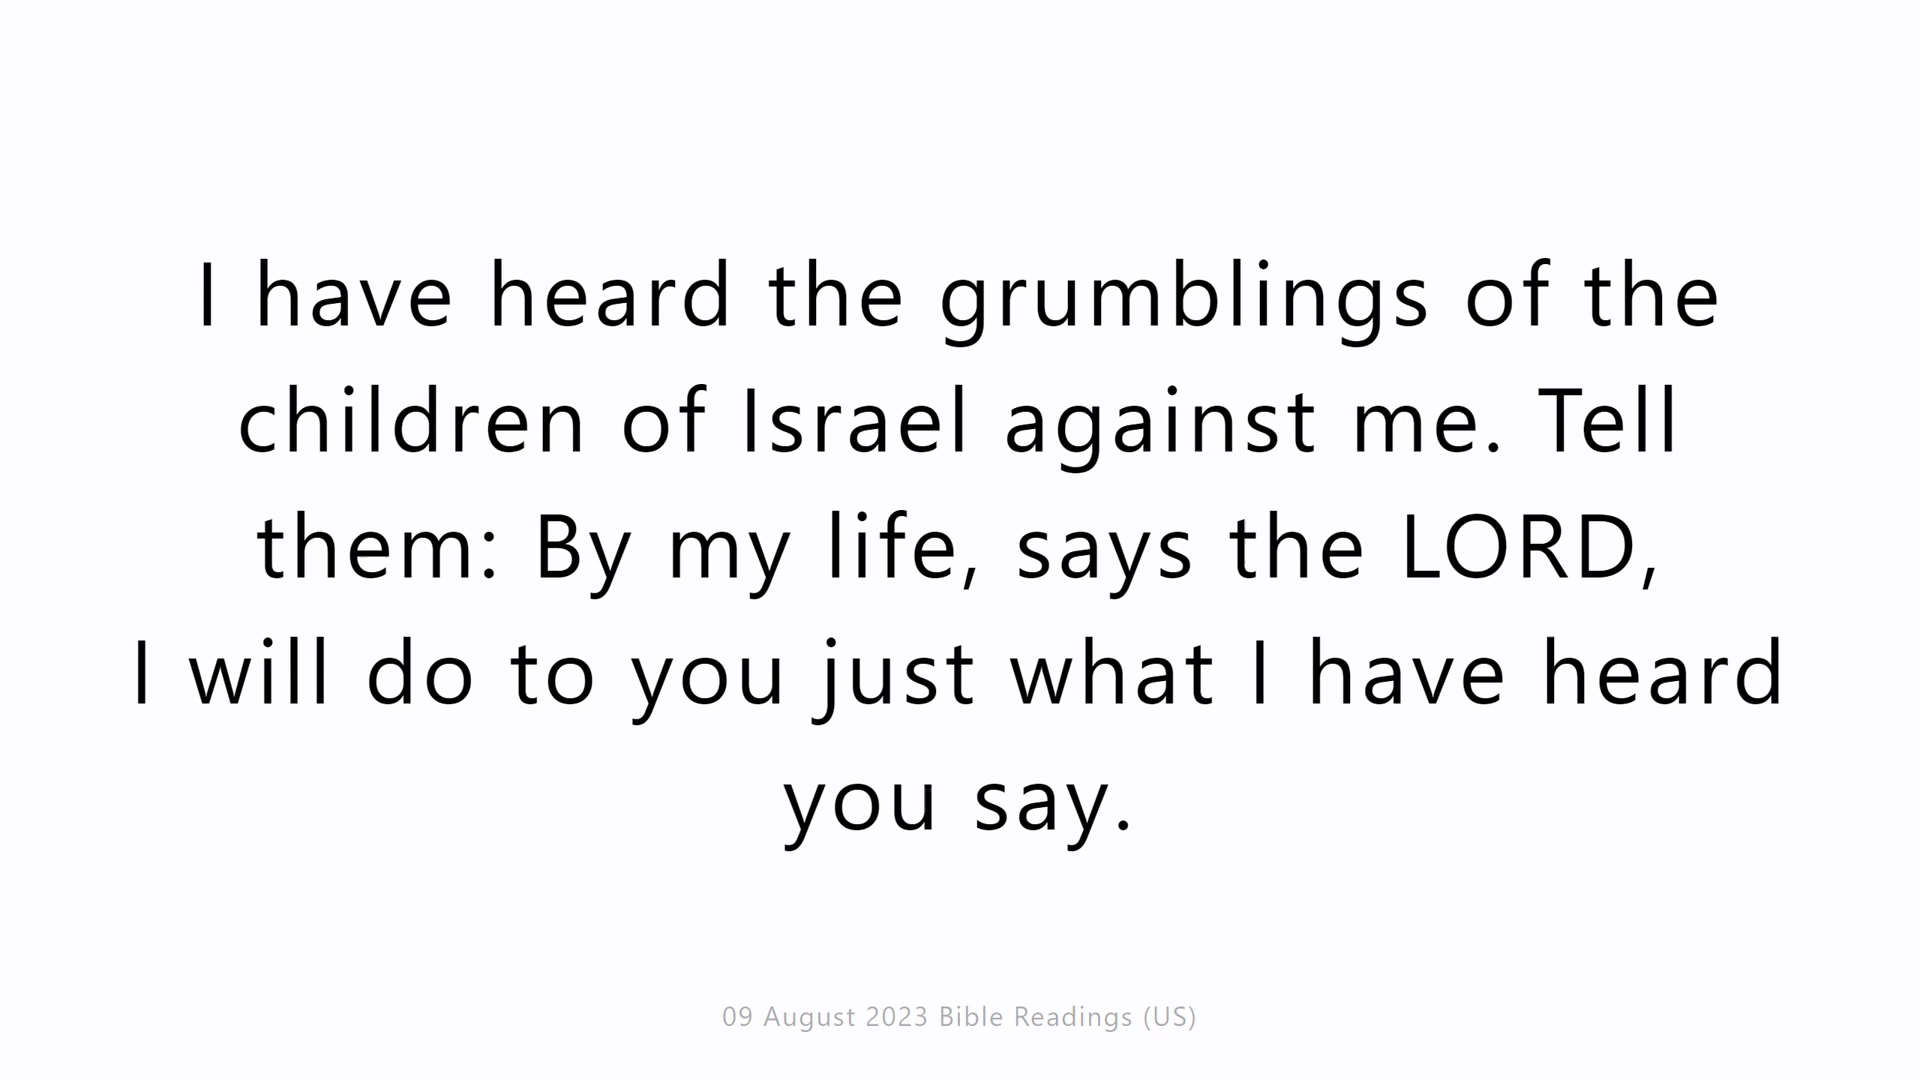 I have heard the grumblings of the
children of Israel against me. Tell
them: By my life, says the LORD,
I will do to you just what I have heard
you say.
09 August 2023 Bible Readings (US)